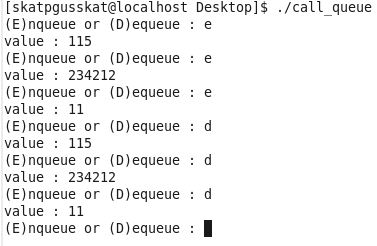 [skatpgusskat@localhost Desktop]$ ./call_queue
(E)nqueue or (D)equeue : e
value : 115
(E)nqueue or (D)equeue : e
value : 234212
(E)nqueue or (D)equeue : e
value : 11
(E)nqueue or (D)equeue : d
value : 115
(E)nqueue or (D)equeue : d
value : 234212
(E)nqueue or (D)equeue : d
value : 11
(E)nqueue or (D)equeue :